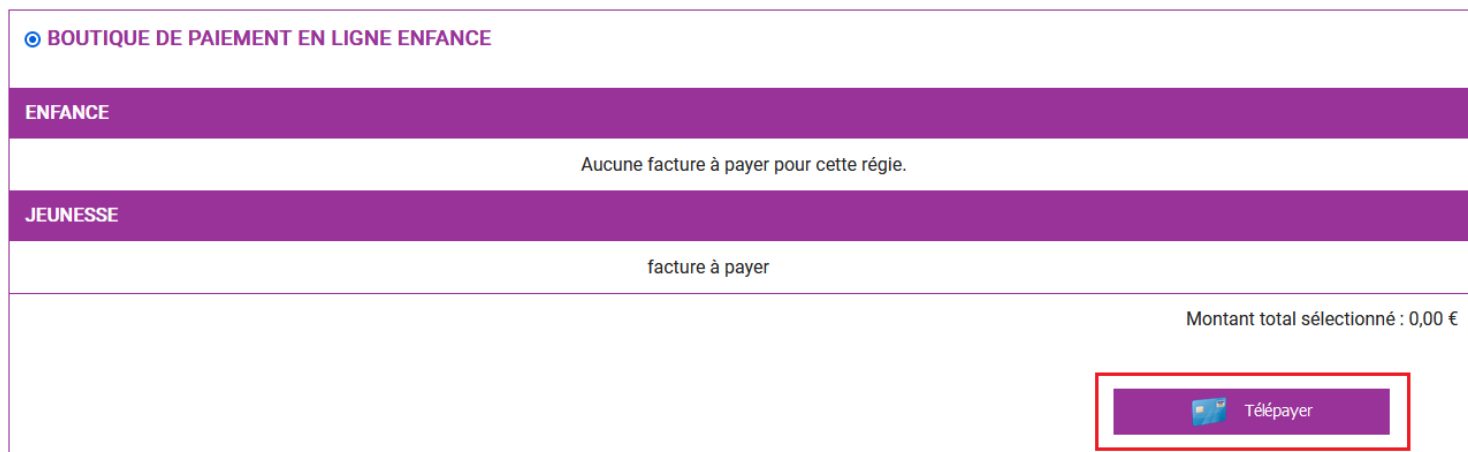 BOUTIQUE DE PAIEMENT EN LIGNE ENFANCE
ENFANCE
Aucune facture à payer pour cette régie.
JEUNESSE
facture à payer
Montant total sélectionné : 0,00 €
Télépayer